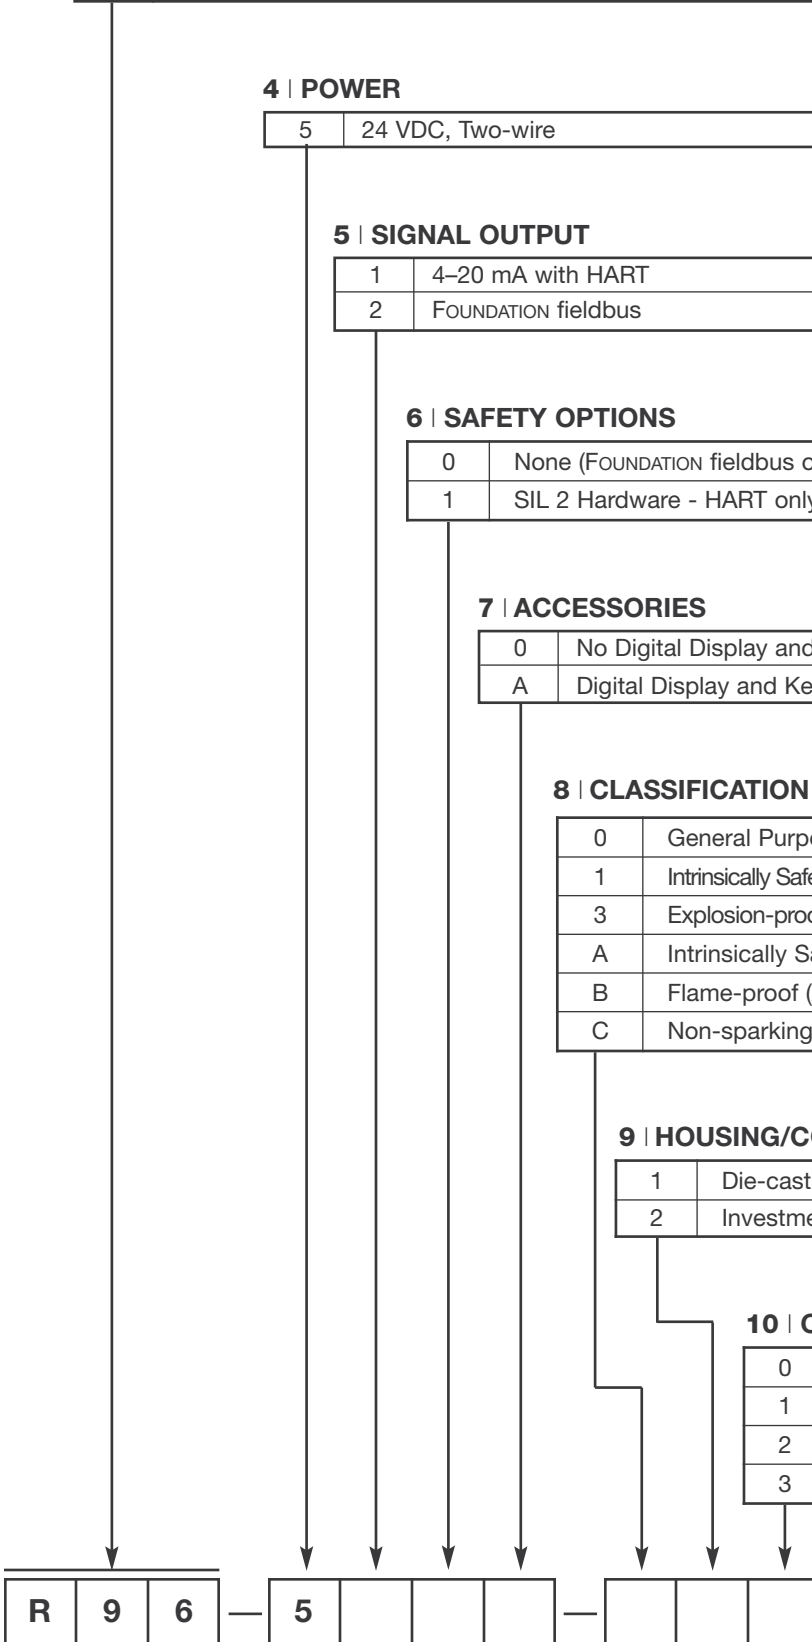 4 | POWER
5 24 VDC, Two-wire
5 | SIGNAL OUTPUT
1 4–20 mA with HART
2 FOUNDATION fieldbus
6 | SAFETY OPTIONS
0 None (FOUNDATION fieldbus
1 SIL 2 Hardware - HART only
7 | ACCESSORIES
0 No Digital Display and
A Digital Display and
8 | CLASSIFICATION
0 General
1 Intrinsically Safe
3
A Intrinsically
B Flame-proof (
C Non-sparking
9 |
1 Die-cast
2
10 |
0
1
2
3
R 9 6 — 5 —